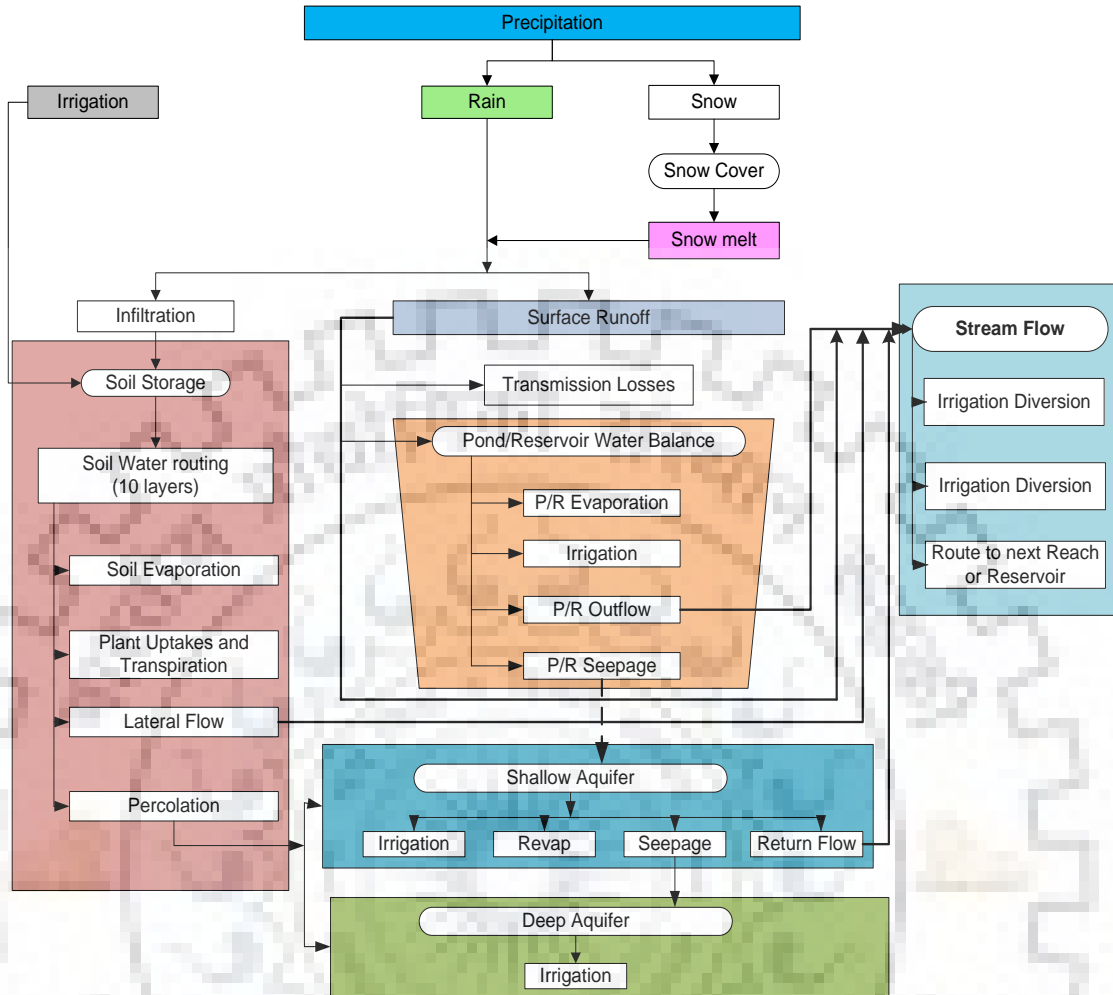 Precipitation
Irrigation
Rain
Snow
Snow Cover
Snow melt
Infiltration
Surface Runoff
Stream Flow
Soil Storage
Transmission Losses
Irrigation Diversion
Pond/Reservoir Water Balance
Soil Water routing
(10 layers)
P/R Evaporation
Irrigation Diversion
Irrigation
Route to next Reach
or Reservoir
Soil Evaporation
P/R Outflow
Plant Uptakes and
Transpiration
P/R Seepage
Lateral Flow
Shallow Aquifer
Percolation
Irrigation
Revap
Seepage
Return Flow
Deep Aquifer
Irrigation